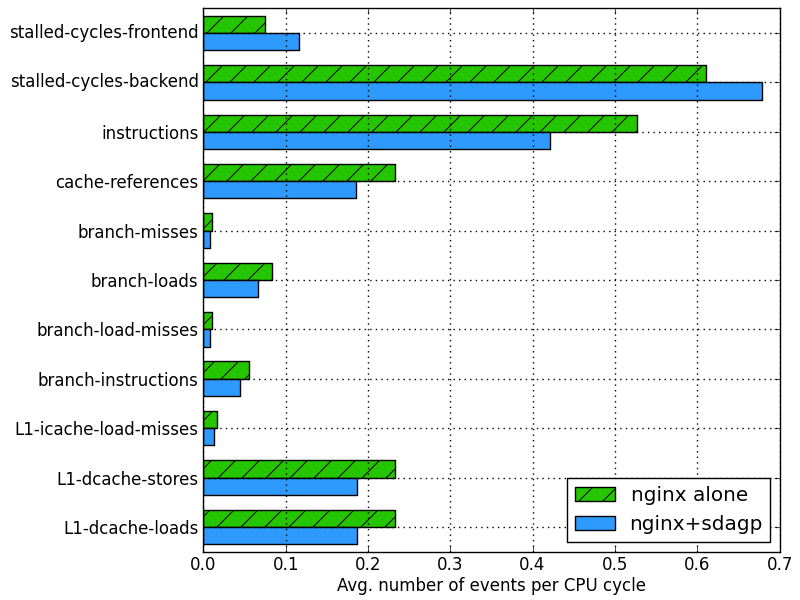 stalled-cycles-frontend
stalled-cycles-backend
instructions
cache-references
branch-misses
branch-loads
branch-load-misses
branch-instructions
L1-icache-load-misses
L1-dcache-stores
L1-dcache-loads
nginx alone
nginx+sdagp
0.0 0.1 0.2 0.3 0.4 0.5 0.6 0.7
Avg. number of events per CPU cycle